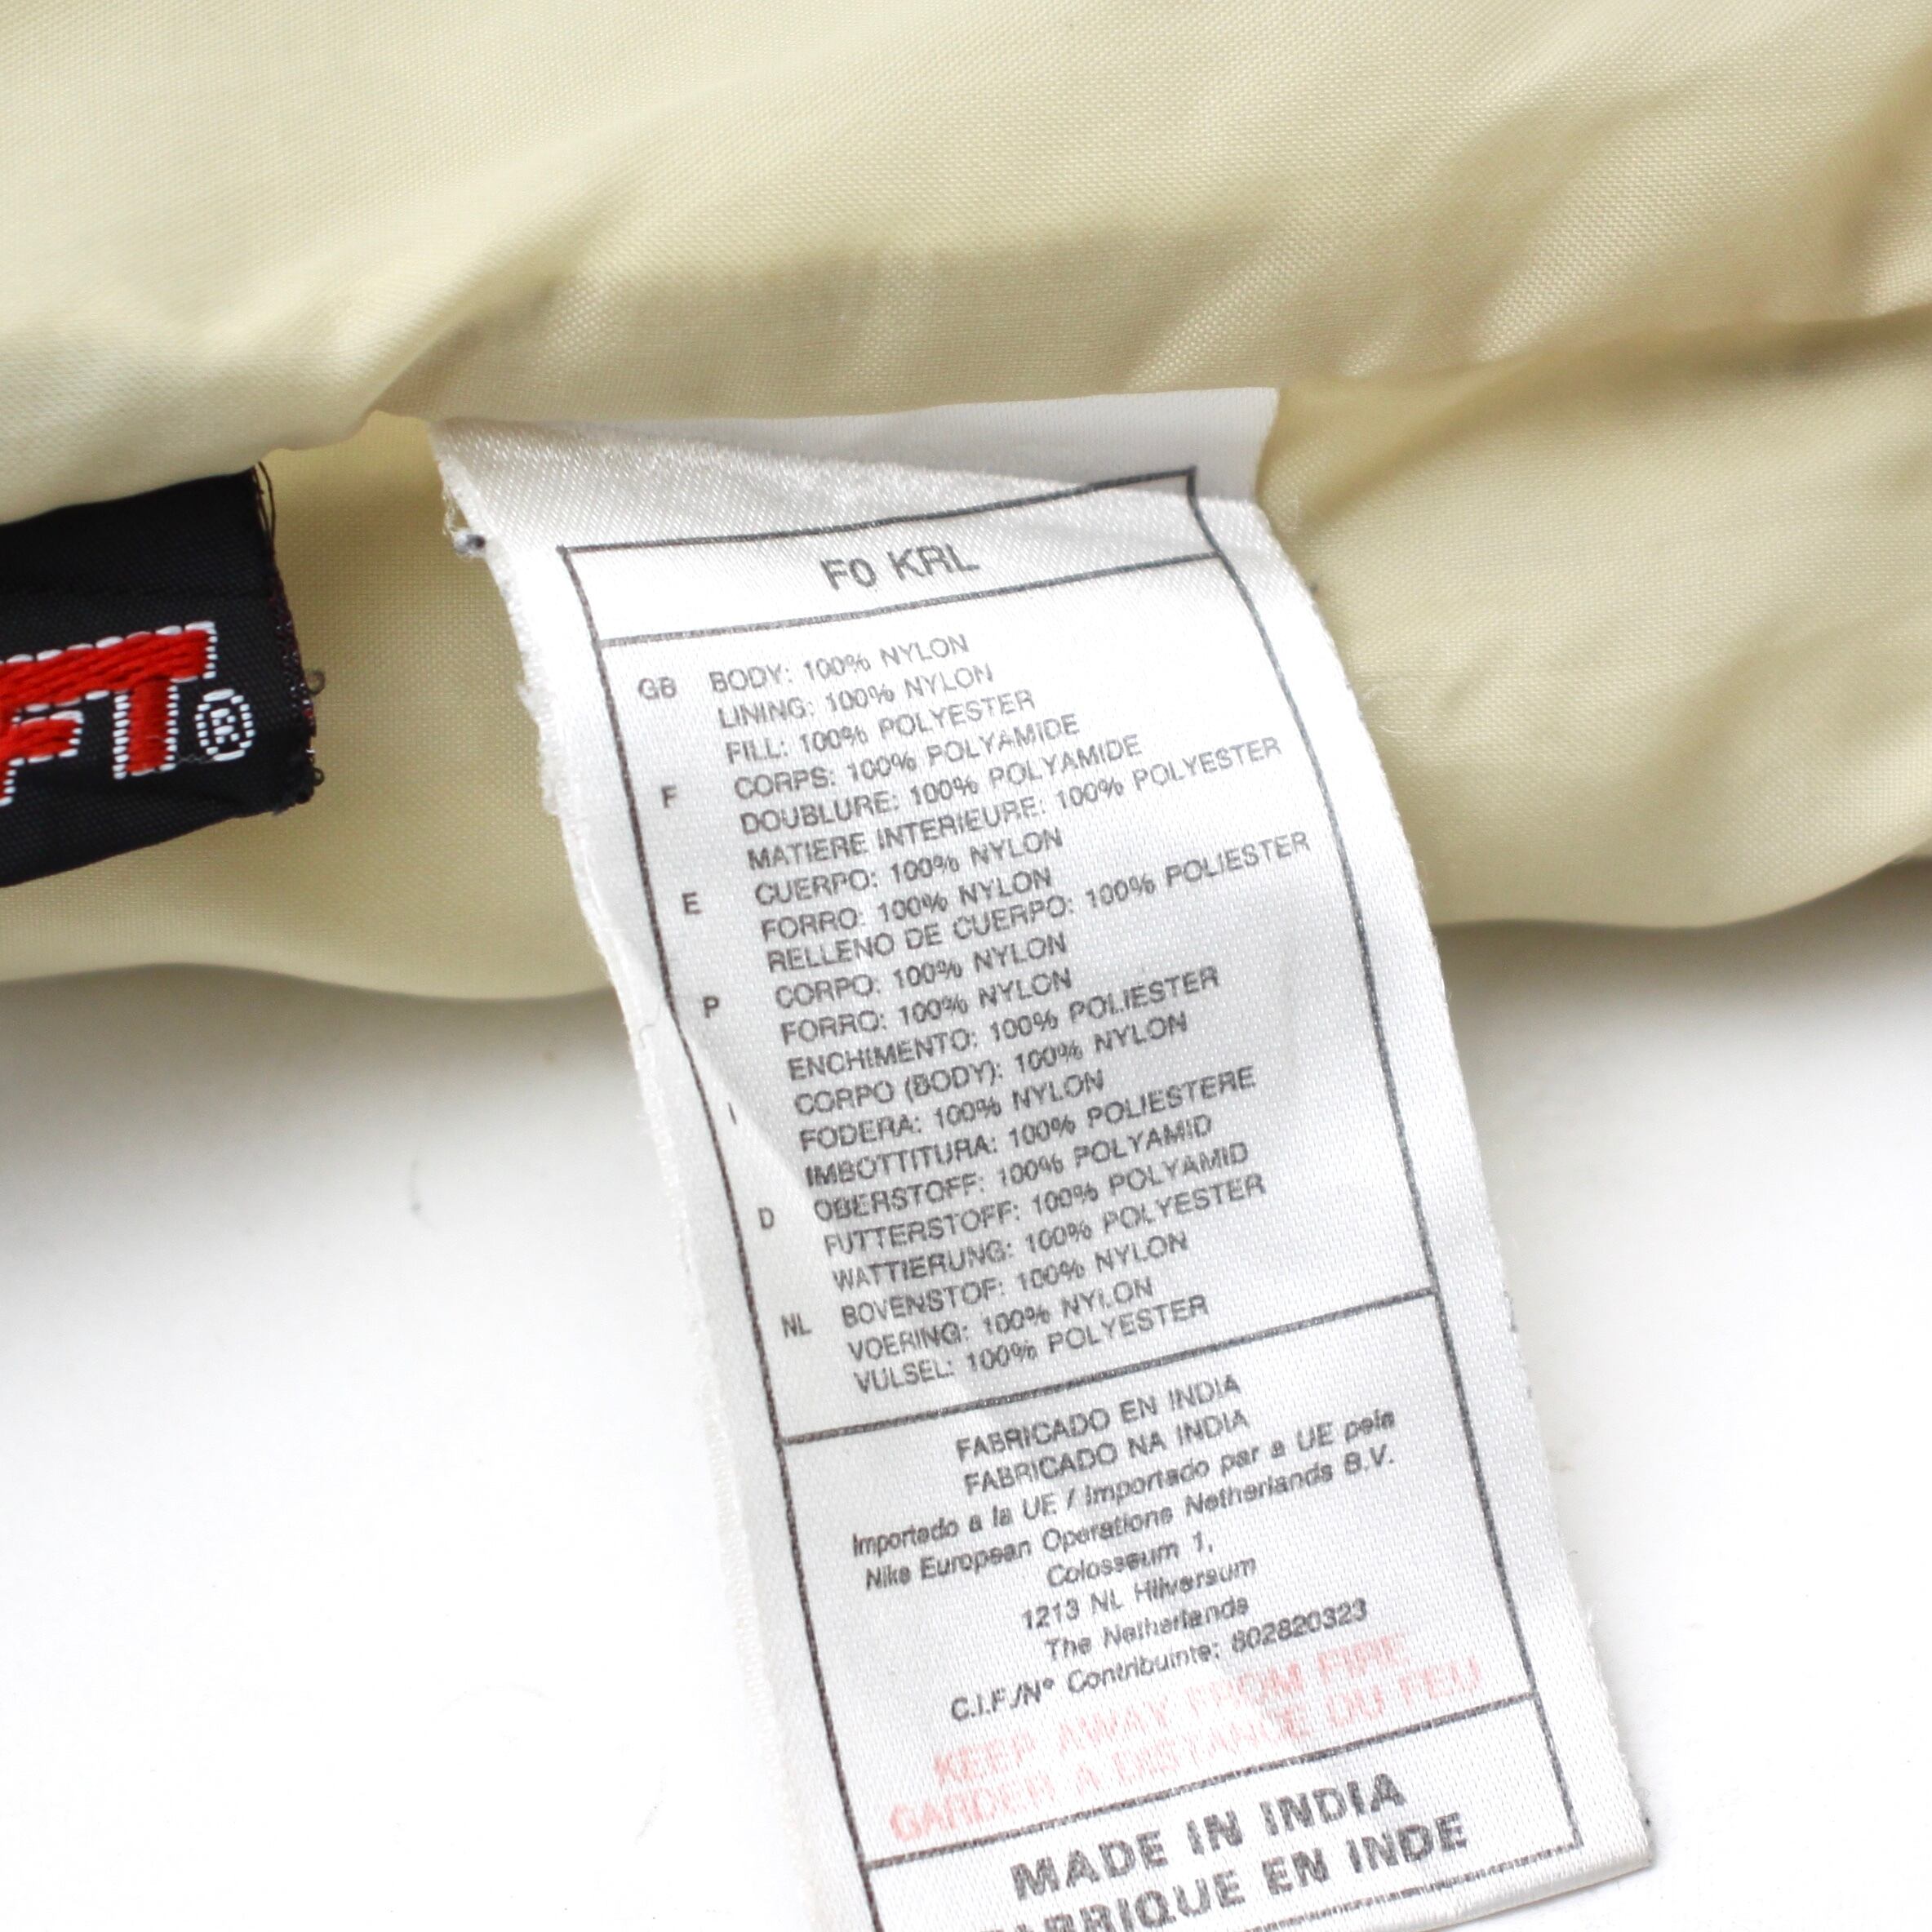 FT®
F0 KRL
GB BODY: 100% NYLON
LINING: 100% NYLON
FILL: 100% POLYESTER
F CORPS: 100% POLYAMIDE
DOUBLURE: 100% POLYAMIDE
MATIERE INTERIEURE: 100% POLYESTER
E CUERPO: 100% NYLON
FORRO: 100% NYLON
RELLENO DE CUERPO: 100% POLIESTER
P CORPO: 100% NYLON
FORRO: 100% NYLON
ENCHIMENTO: 100% POLIESTER
I CORPO (BODY): 100% NYLON
FODERA: 100% NYLON
IMBOTTITURA: 100% POLIESTERE
D OBERSTOFF: 100% POLYAMID
FUTTERSTOFF: 100% POLYAMID
WATTIERUNG: 100% POLYESTER
NL BOVENSTOF: 100% NYLON
VOERING: 100% NYLON
VULSEL: 100% POLYESTER
FABRICADO EN INDIA
FABRICADO NA INDIA
Importado a la UE / Importado par a UE pela
Nike European Operations Netherlands B.V.
Colosseum 1,
1213 NL Hilversum
The Netherlands
C.I.F./Nº Contribuinte: 802820323
KEEP AWAY FROM FIRE
GARDER A DISTANCE DU FEU
MADE IN INDIA
FABRIQUE EN INDE